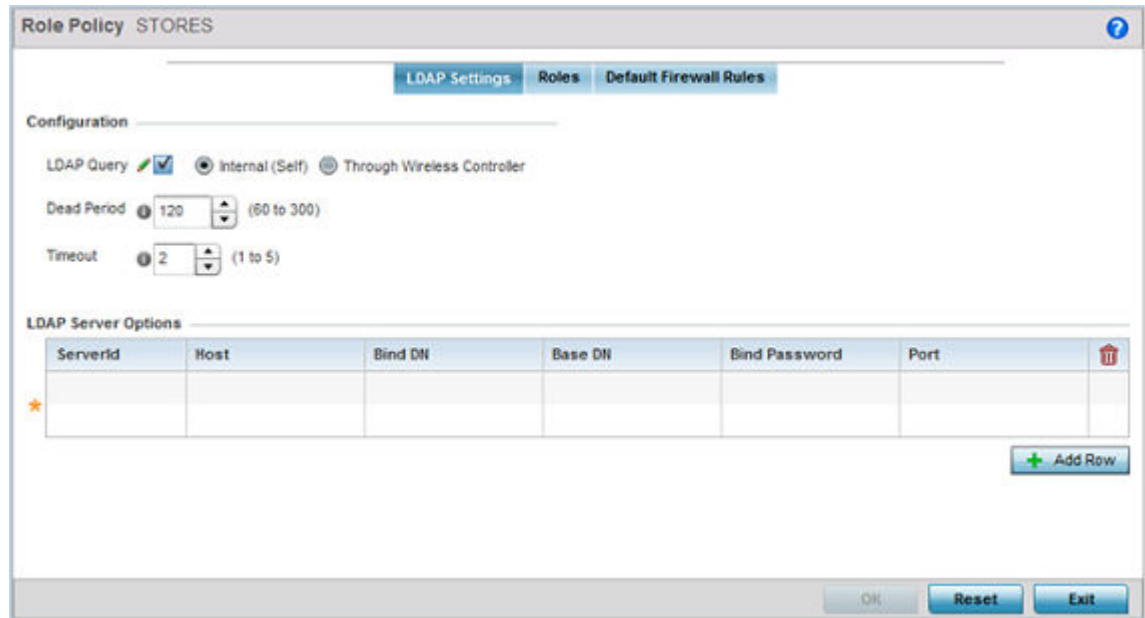 Role Policy STORES
?
LDAP Settings Roles Default Firewall Rules
Configuration
LDAP Query Internal (Self) Through Wireless Controller
Dead Period 120 (60 to 300)
Timeout 2 (1 to 5)
LDAP Server Options
ServerId Host Bind DN Base DN Bind Password Port
Add Row
OK Reset Exit